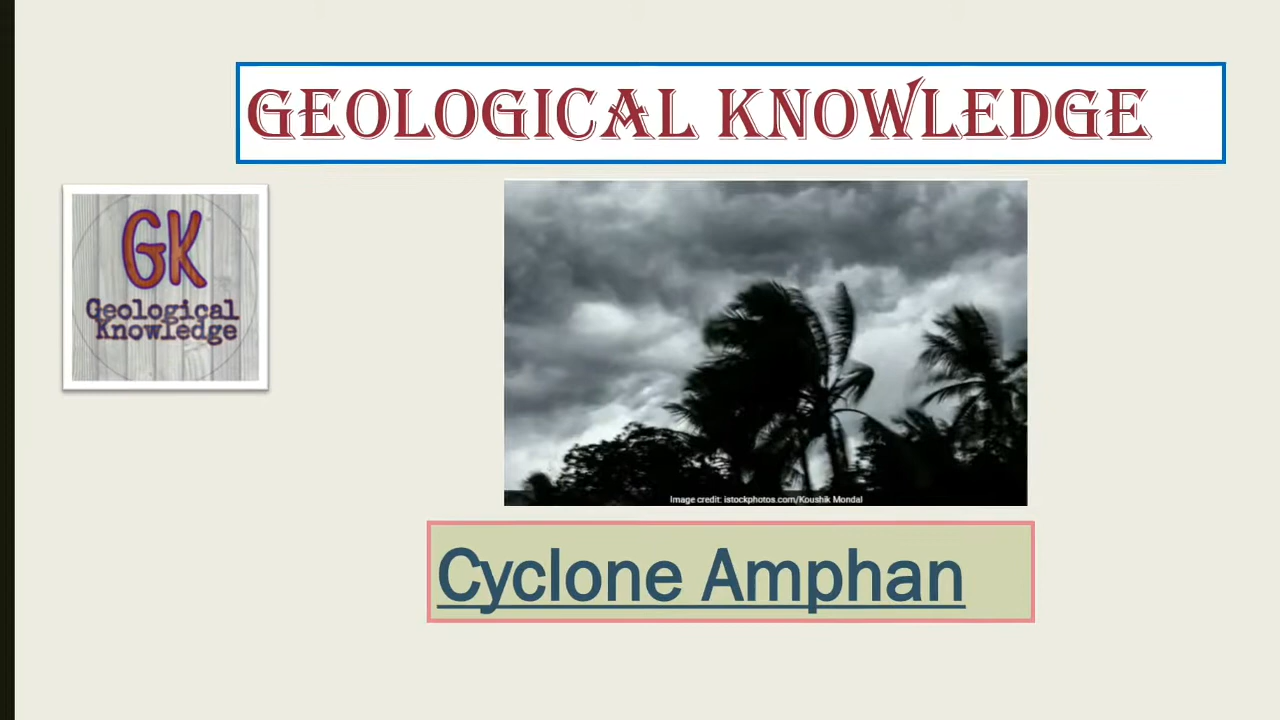 GEOLOGICAL KNOWLEDGE
GK
Geological
Knowledge
Image credit: istockphotos.com/Koushik Mondal
Cyclone Amphan